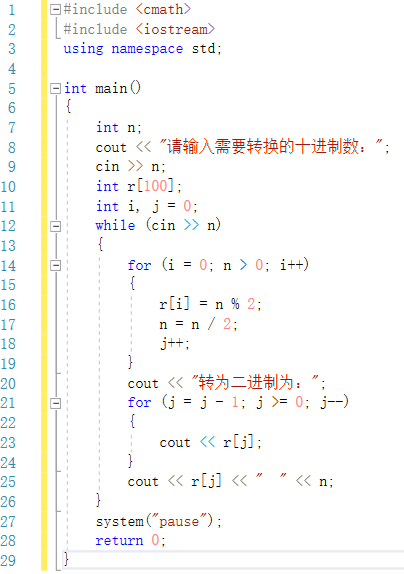 1 #include <cmath>
2 #include <iostream>
3 using namespace std;
4
5 int main()
6 {
7     int n;
8     cout << "请输入需要转换的十进制数：";
9     cin >> n;
10     int r[100];
11     int i, j = 0;
12     while (cin >> n)
13     {
14         for (i = 0; n > 0; i++)
15         {
16             r[i] = n % 2;
17             n = n / 2;
18             j++;
19         }
20         cout << "转为二进制为：";
21         for (j = j - 1; j >= 0; j--)
22         {
23             cout << r[j];
24         }
25         cout << r[j] << "  " << n;
26     }
27     system("pause");
28     return 0;
29 }